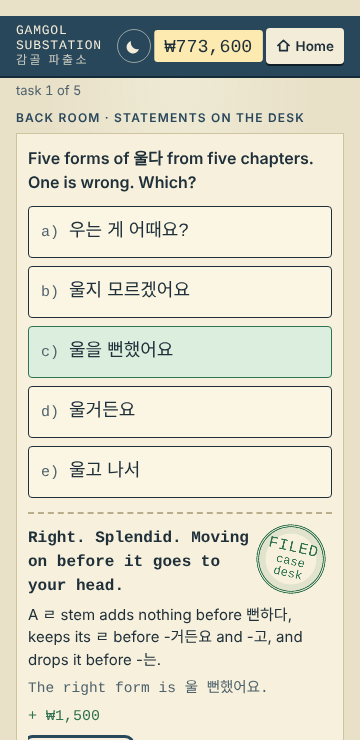 GAMGOL
SUBSTATION
감골 파출소
₩773,600
Home
task 1 of 5
BACK ROOM · STATEMENTS ON THE DESK
Five forms of 울다 from five chapters.
One is wrong. Which?
a) 우는 게 어때요?
b) 울지 모르겠어요
c) 울을 뻔했어요
d) 울거든요
e) 울고 나서
Right. Splendid. Moving
on before it goes to
your head.
FILED
case
desk
A ㄹ stem adds nothing before 뻔하다,
keeps its ㄹ before -거든요 and -고, and
drops it before -는.
The right form is 울 뻔했어요.
+ ₩1,500